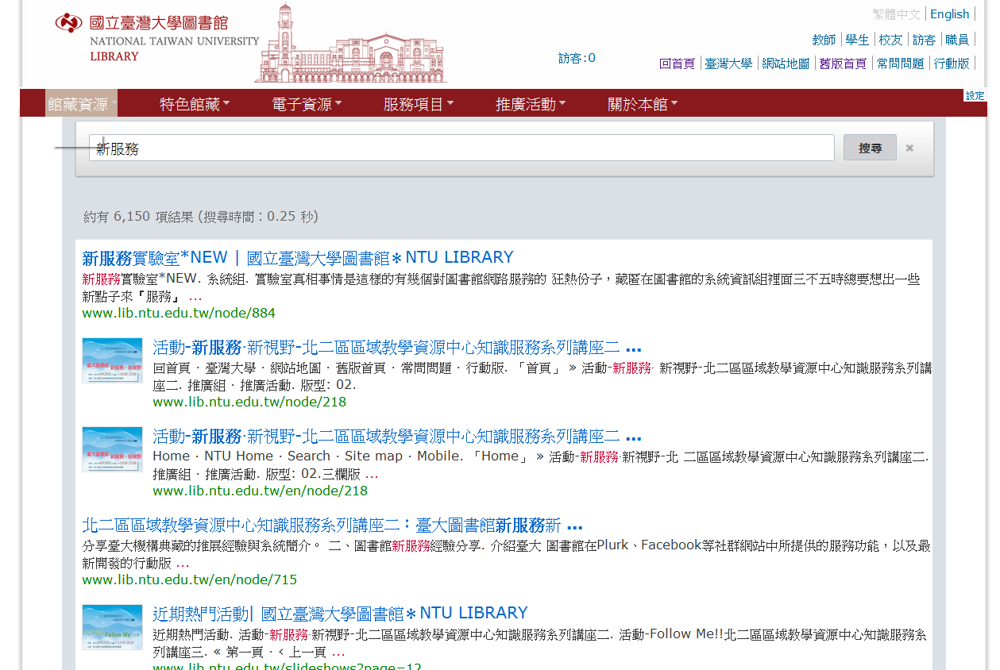 國立臺灣大學圖書館
NATIONAL TAIWAN UNIVERSITY
LIBRARY
繁體中文 English
教師 學生 校友 訪客 職員
訪客:0
回首頁 臺灣大學 網站地圖 舊版首頁 常問問題 行動版
館藏資源 特色館藏 電子資源 服務項目 推廣活動 關於本館
設定
新服務
搜尋
約有 6,150 項結果 (搜尋時間：0.25 秒)
新服務實驗室*NEW | 國立臺灣大學圖書館＊NTU LIBRARY
新服務實驗室*NEW. 系統組. 實驗室真相事情是這樣的有幾個對圖書館網路服務的 狂熱份子，藏匿在圖書館的系統資訊組裡面三不五時總要想出一些
新點子來『服務』 ...
www.lib.ntu.edu.tw/node/884
活動-新服務·新視野-北二區區域教學資源中心知識服務系列講座二 ...
回首頁 · 臺灣大學 · 網站地圖 · 舊版首頁 · 常問問題 · 行動版. 「首頁」 » 活動-新服務· 新視野-北二區區域教學資源中心知識服務系列講
座二. 推廣組 · 推廣活動. 版型: 02.
www.lib.ntu.edu.tw/node/218
活動-新服務·新視野-北二區區域教學資源中心知識服務系列講座二 ...
Home · NTU Home · Search · Site map · Mobile. 「Home」 » 活動-新服務·新視野-北 二區區域教學資源中心知識服務系列講座二.
推廣組 · 推廣活動. 版型: 02.三欄版 ...
www.lib.ntu.edu.tw/en/node/218
北二區區域教學資源中心知識服務系列講座二：臺大圖書館新服務新 ...
分享臺大機構典藏的推展經驗與系統簡介。 二、圖書館新服務經驗分享. 介紹臺大 圖書館在Plurk、Facebook等社群網站中所提供的服務功能，以及最
新開發的行動版 ...
www.lib.ntu.edu.tw/en/node/715
近期熱門活動| 國立臺灣大學圖書館＊NTU LIBRARY
近期熱門活動. 活動-新服務·新視野-北二區區域教學資源中心知識服務系列講座二. 活動-Follow Me!!北二區區域教學資源中心知識服務系
列講座三. « 第一頁 · ‹ 上一頁 ...
www.lib.ntu.edu.tw/slideshows?page=12
Follow Me